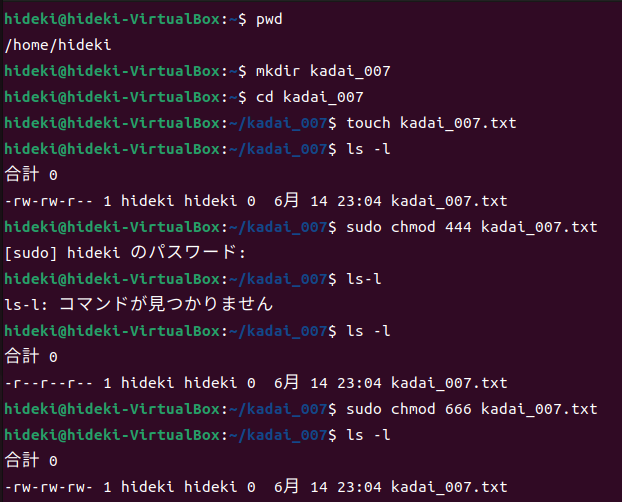 hideki@hideki-VirtualBox:~$ pwd
/home/hideki
hideki@hideki-VirtualBox:~$ mkdir kadai_007
hideki@hideki-VirtualBox:~$ cd kadai_007
hideki@hideki-VirtualBox:~/kadai_007$ touch kadai_007.txt
hideki@hideki-VirtualBox:~/kadai_007$ ls -l
合計 0
-rw-rw-r-- 1 hideki hideki 0  6月 14 23:04 kadai_007.txt
hideki@hideki-VirtualBox:~/kadai_007$ sudo chmod 444 kadai_007.txt
[sudo] hideki のパスワード:
hideki@hideki-VirtualBox:~/kadai_007$ ls-l
ls-l: コマンドが見つかりません
hideki@hideki-VirtualBox:~/kadai_007$ ls -l
合計 0
-r--r--r-- 1 hideki hideki 0  6月 14 23:04 kadai_007.txt
hideki@hideki-VirtualBox:~/kadai_007$ sudo chmod 666 kadai_007.txt
hideki@hideki-VirtualBox:~/kadai_007$ ls -l
合計 0
-rw-rw-rw- 1 hideki hideki 0  6月 14 23:04 kadai_007.txt